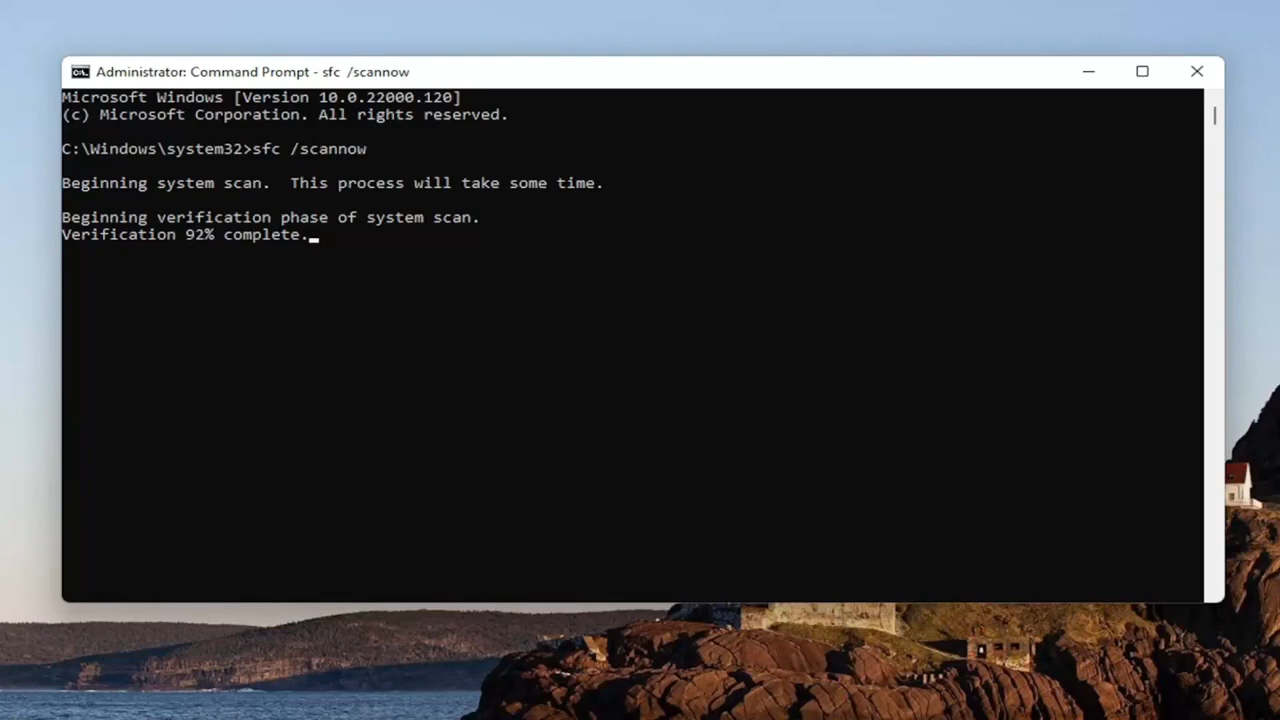 Administrator: Command Prompt - sfc  /scannow
Microsoft Windows [Version 10.0.22000.120]
(c) Microsoft Corporation. All rights reserved.
C:\Windows\system32>sfc /scannow
Beginning system scan.  This process will take some time.
Beginning verification phase of system scan.
Verification 92% complete.